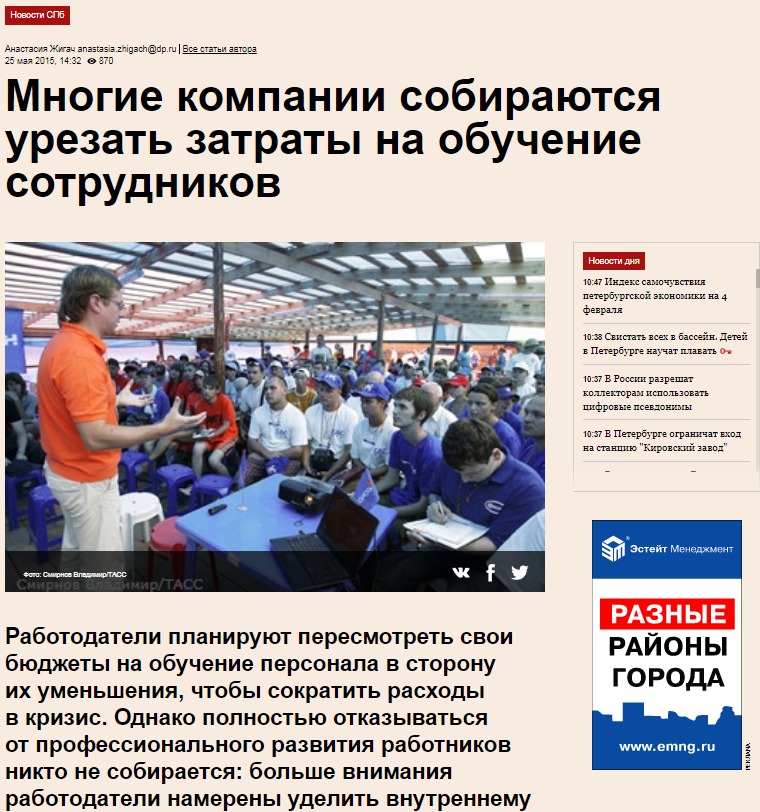 Новости СПб
Анастасия Жигач anastasia.zhigach@dp.ru | Все статьи автора
25 мая 2015, 14:32 870
Многие компании собираются
урезать затраты на обучение
сотрудников
Фото: Смирнов Владимир/ТАСС
Смирнов Владимир/ТАСС
Работодатели планируют пересмотреть свои
бюджеты на обучение персонала в сторону
их уменьшения, чтобы сократить расходы
в кризис. Однако полностью отказываться
от профессионального развития работников
никто не собирается: больше внимания
работодатели намерены уделить внутреннему
Новости дня
10:47 Индекс самочувствия
петербургской экономики на 4
февраля
10:38 Свистать всех в бассейн. Детей
в Петербурге научат плавать
10:37 В России разрешат
коллекторам использовать
цифровые псевдонимы
10:37 В Петербурге ограничат вход
на станцию "Кировский завод"
Эстейт Менеджмент
РАЗНЫЕ
РАЙОНЫ
ГОРОДА
www.emng.ru
РЕКЛАМА